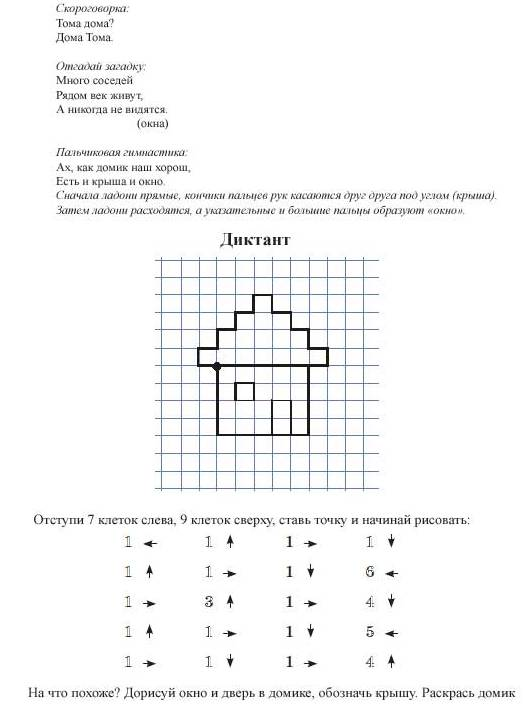 Скороговорка:
Тома дома?
Дома Тома.
Отгадай загадку:
Много соседей
Рядом век живут,
А никогда не видятся.
(окна)
Пальчиковая гимнастика:
Ах, как домик наш хорош,
Есть и крыша и окно.
Сначала ладони прямые, кончики пальцев рук касаются друг друга под углом (крыша).
Затем ладони расходятся, а указательные и большие пальцы образуют «окно».
Диктант
Отступи 7 клеток слева, 9 клеток сверху, ставь точку и начинай рисовать:
1 ← 1 ↑ 1 → 1 ↓
1 ↑ 1 → 1 ↓ 6 ←
1 → 3 ↑ 1 → 4 ↓
1 ↑ 1 → 1 ↓ 5 ←
1 → 1 ↓ 1 → 4 ↑
На что похоже? Дорисуй окно и дверь в домике, обозначь крышу. Раскрась домик